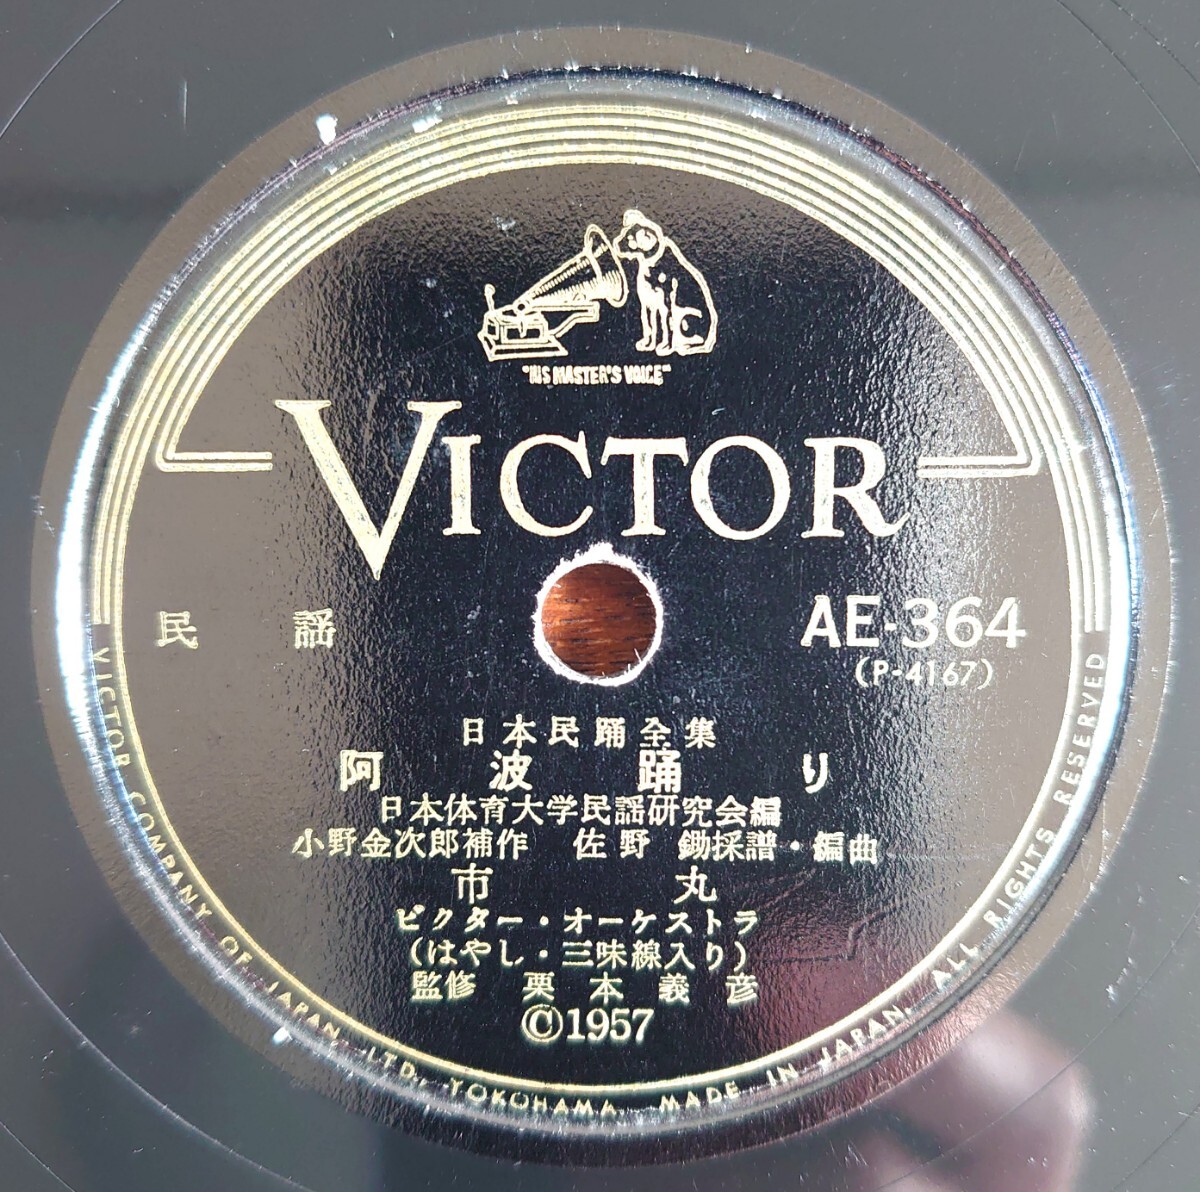 "HIS MASTER'S VOICE"
VICTOR
民謡
AE-364
(P-4167)
日本民踊全集
阿波踊り
日本体育大学民謡研究会編
小野金次郎補作 佐野 鋤採譜・編曲
市丸
ビクター・オーケストラ
(はやし・三味線入り)
監修 栗本義彦
©1957
VICTOR COMPANY OF JAPAN, LTD. YOKOHAMA MADE IN JAPAN. ALL RIGHTS RESERVED